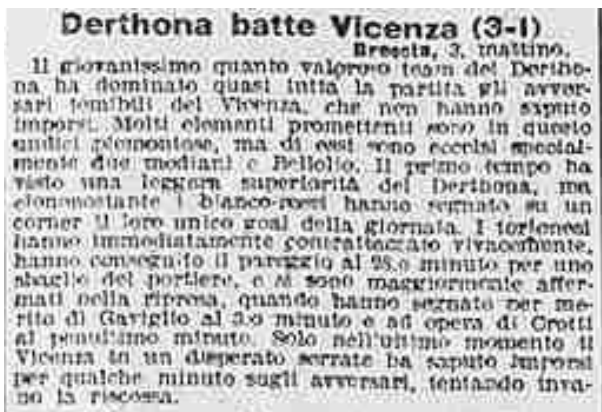 Derthona batte Vicenza (3-1)
Brescia, 3, mattino.
Il giovanissimo quanto valoroso team del Dertho-
na ha dominato quasi tutta la partita gli avver-
sari temibili del Vicenza, che non hanno saputo
imporsi. Molti elementi promettenti sono in questo
undici piemontese, ma di essi sono eccelsi special-
mente due mediani e Bellolio. Il primo tempo ha
visto una leggera superiorità del Derthona, ma
ciononostante i bianco-rossi hanno segnato su un
corner il loro unico goal della giornata. I tortonesi
hanno immediatamente contrattaccato vivacemente,
hanno conseguito il pareggio al 28.o minuto per uno
sbaglio del portiere, e si sono maggiormente affer-
mati nella ripresa, quando hanno segnato per me-
rito di Gaviglio al 3.o minuto e ad opera di Crotti
al penultimo minuto. Solo nell'ultimo momento il
Vicenza in un disperato serrate ha saputo imporsi
per qualche minuto sugli avversari, tentando inva-
no la riscossa.